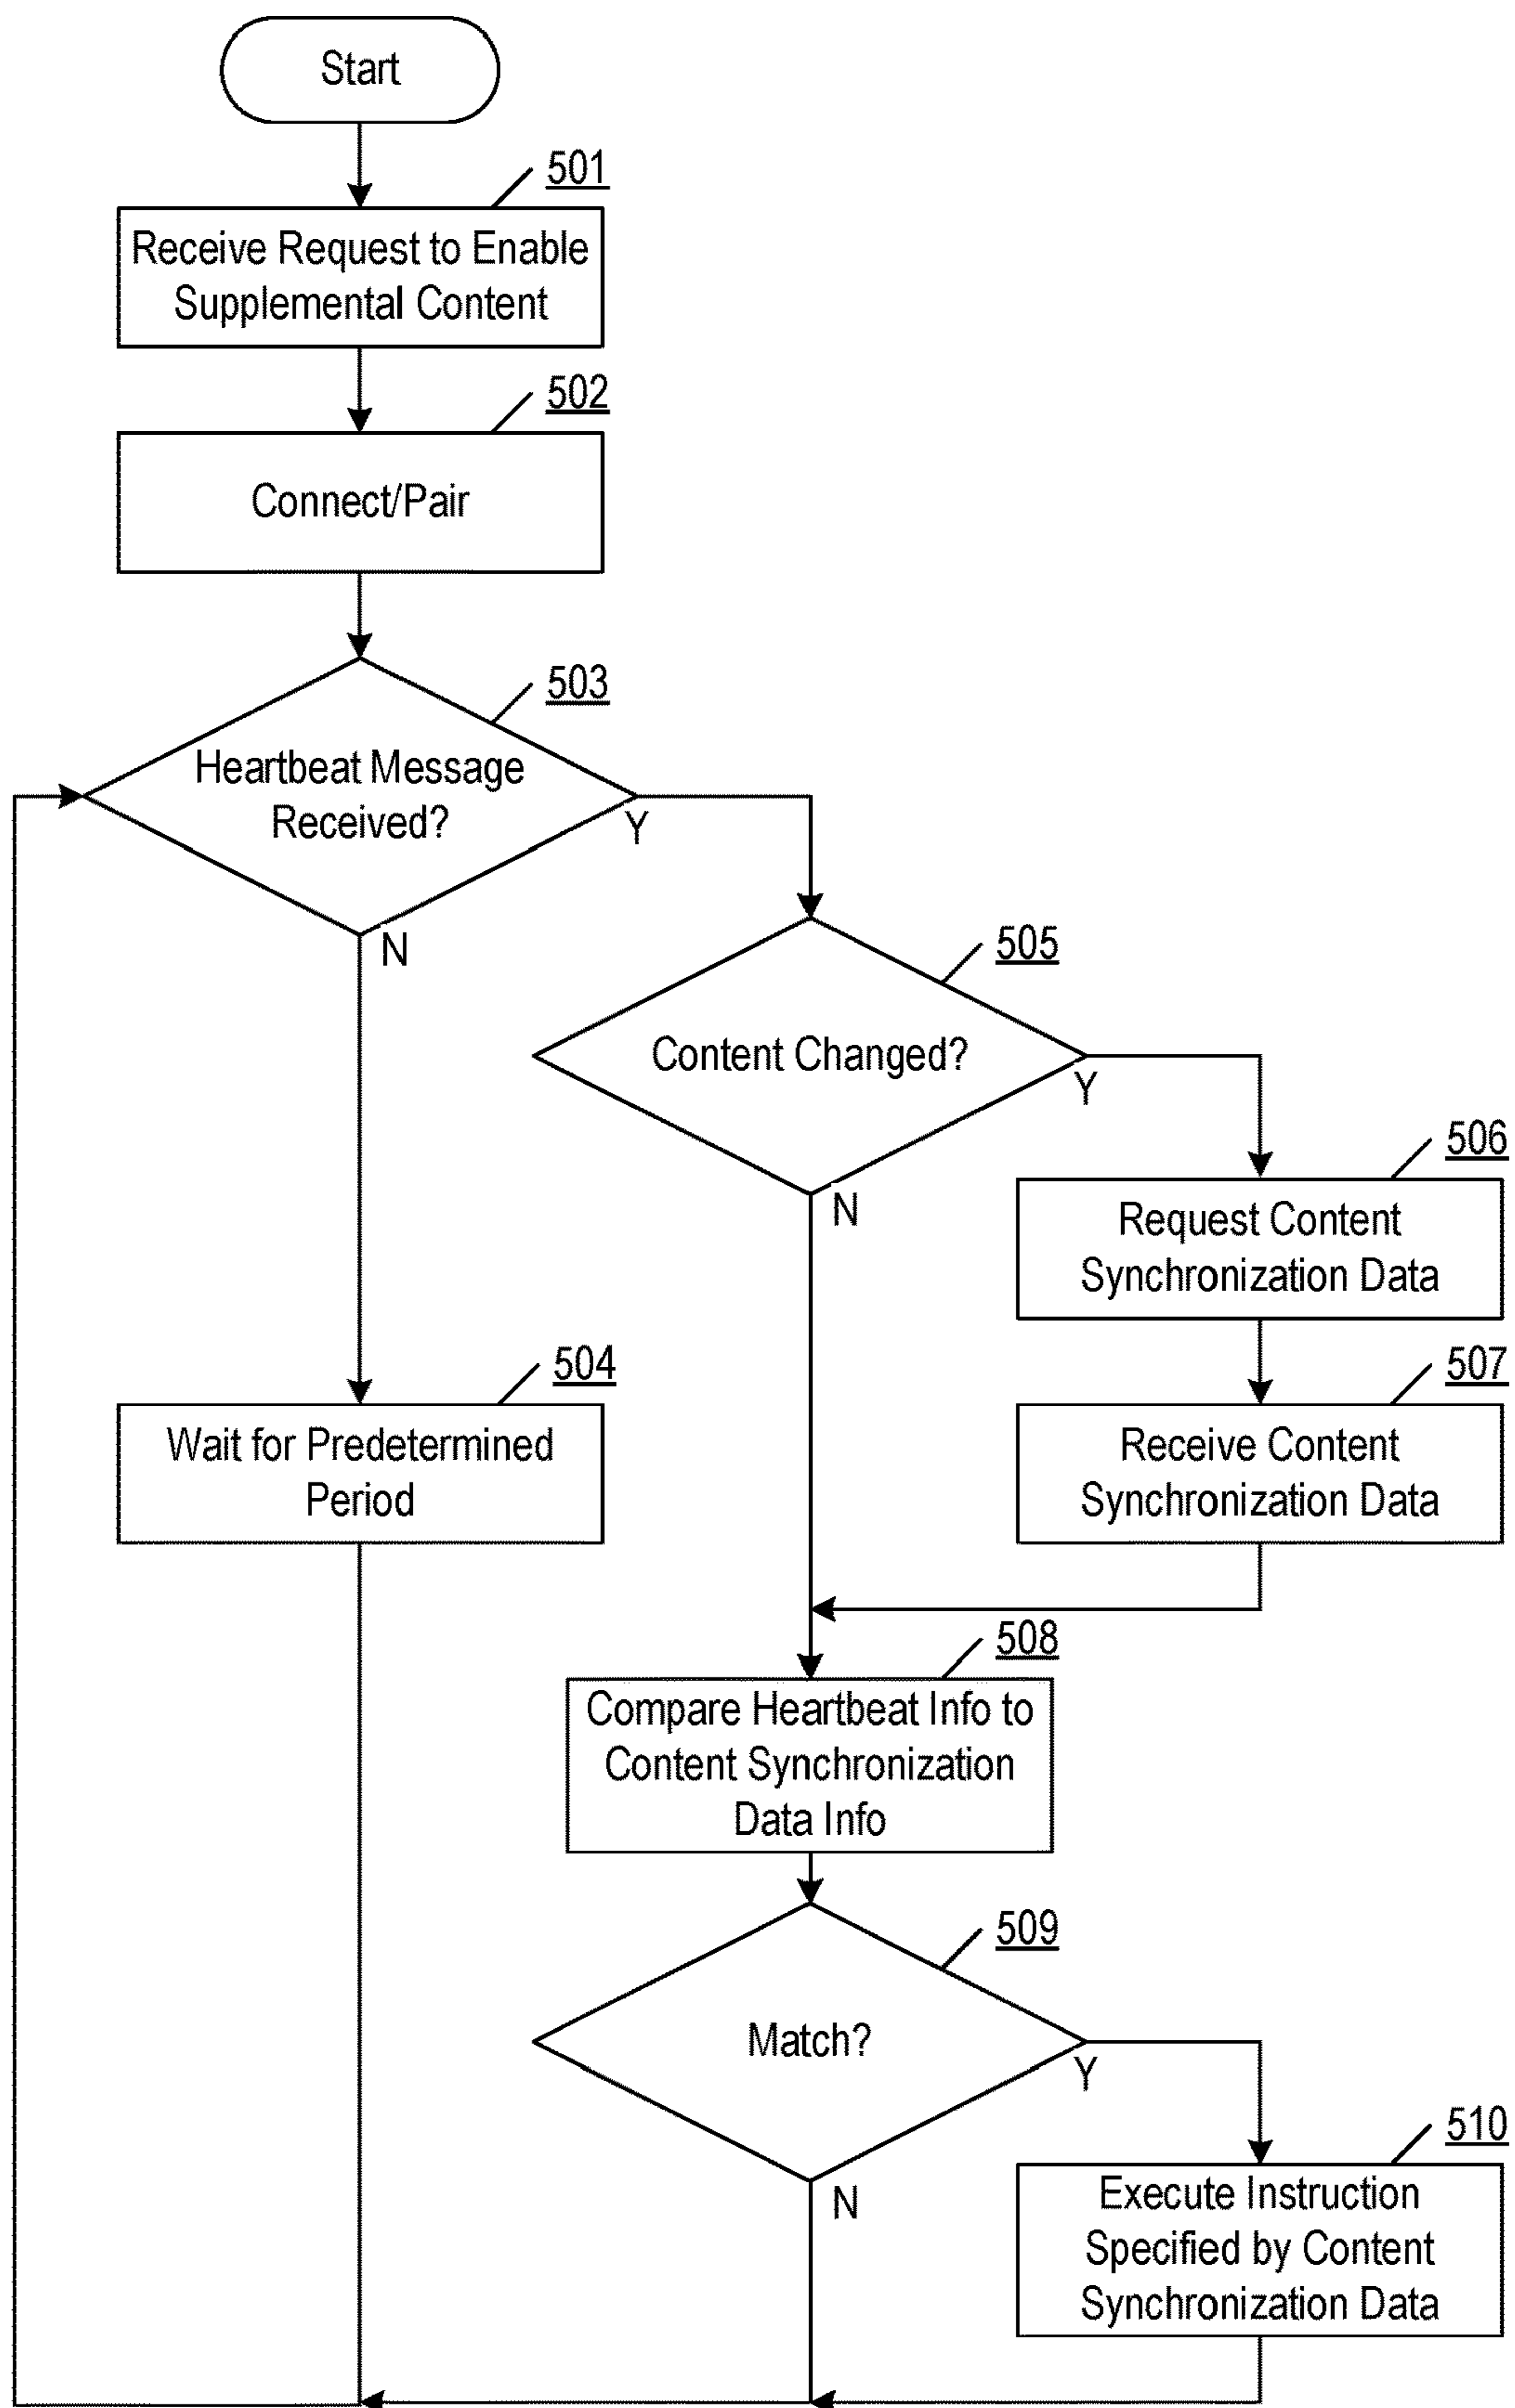 Start
501
Receive Request to Enable
Supplemental Content
502
Connect/Pair
503
Heartbeat Message
Received?
Y
N
505
Content Changed?
Y
N
506
Request Content
Synchronization Data
504
Wait for Predetermined
Period
507
Receive Content
Synchronization Data
508
Compare Heartbeat Info to
Content Synchronization
Data Info
509
Match?
Y
N
510
Execute Instruction
Specified by Content
Synchronization Data